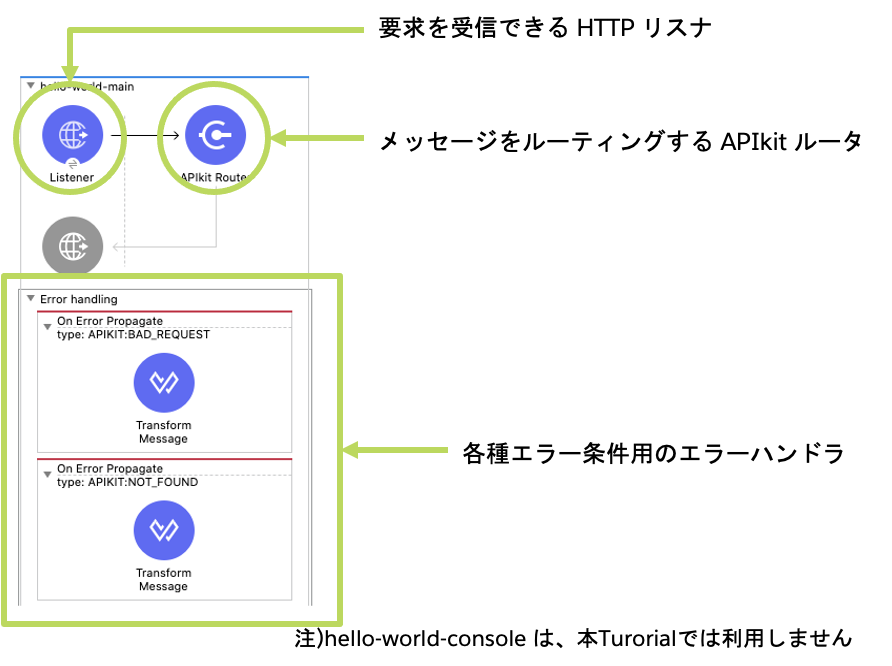 要求を受信できる HTTP リスナ
hello-world-main
メッセージをルーティングする APIkit ルータ
Listener
APIkit Router
Error handling
On Error Propagate
type: APIKIT:BAD_REQUEST
Transform
Message
各種エラー条件用のエラーハンドラ
On Error Propagate
type: APIKIT:NOT_FOUND
Transform
Message
注)hello-world-console は、本Turorialでは利用しません